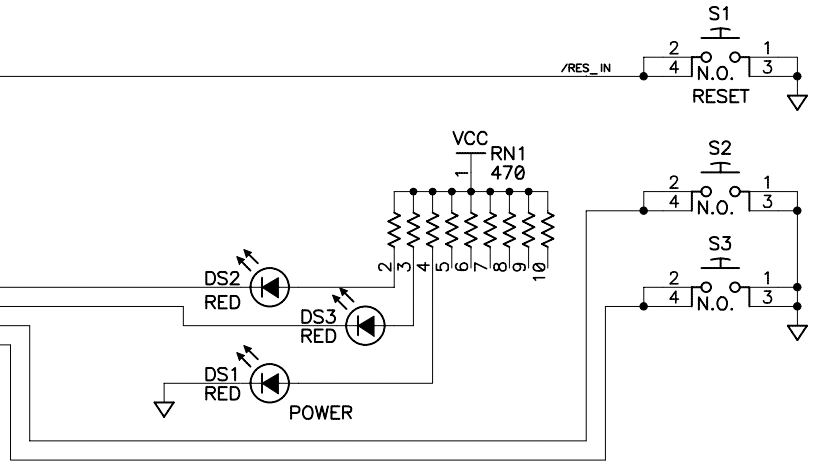 S1
2 1
/RES_IN
4 N.O. 3
RESET
VCC
RN1
1
470
S2
2 1
4 N.O. 3
2 3 4 5 6 7 8 9 10
DS2
RED
S3
2 1
4 N.O. 3
DS3
RED
DS1
RED
POWER